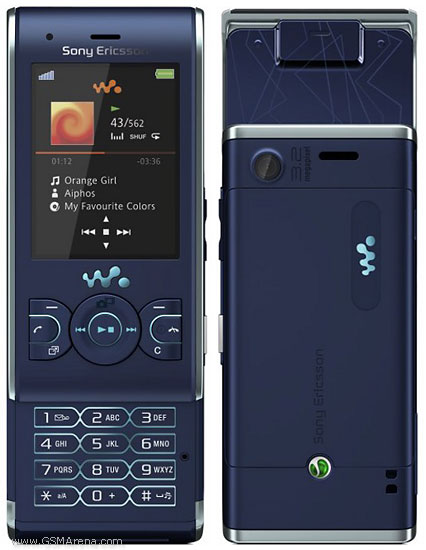 Sony Ericsson
43/562
SHUF
01:12 -03:36
Orange Girl
Aiphos
My Favourite Colors
C
1 2 ABC 3 DEF
4 GHI 5 JKL 6 MNO
7 PQRS 8 TUV 9 WXYZ
* a/A 0 + #
www.GSMArena.com
3.2
megapixel
Sony Ericsson